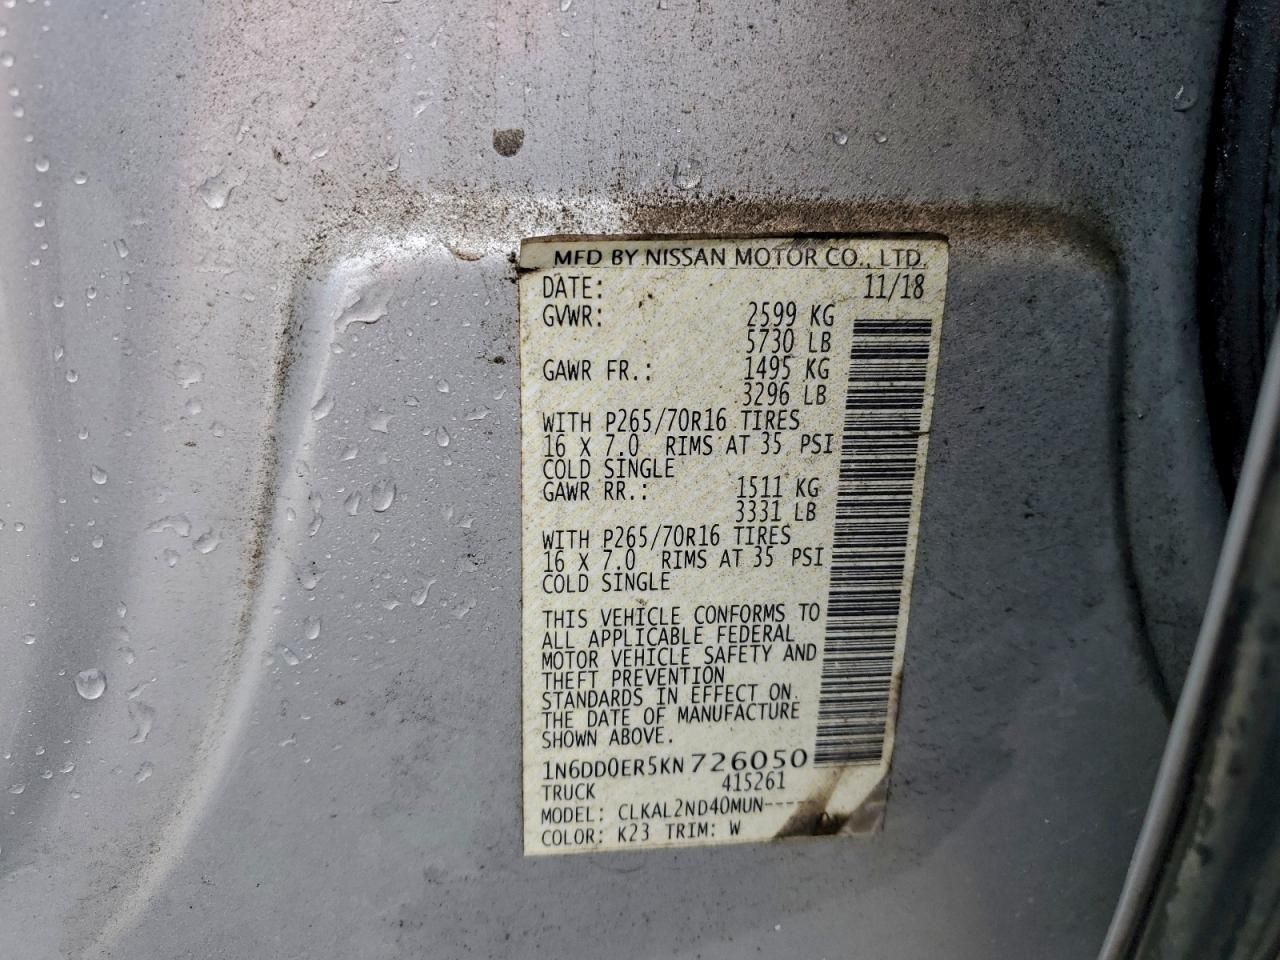 MFD BY NISSAN MOTOR CO., LTD.
DATE: 11/18
GVWR: 2599 KG
5730 LB
GAWR FR.: 1495 KG
3296 LB
WITH P265/70R16 TIRES
16 X 7.0 RIMS AT 35 PSI
COLD SINGLE
GAWR RR.: 1511 KG
3331 LB
WITH P265/70R16 TIRES
16 X 7.0 RIMS AT 35 PSI
COLD SINGLE
THIS VEHICLE CONFORMS TO
ALL APPLICABLE FEDERAL
MOTOR VEHICLE SAFETY AND
THEFT PREVENTION
STANDARDS IN EFFECT ON
THE DATE OF MANUFACTURE
SHOWN ABOVE.
1N6DD0ER5KN726050
TRUCK 415261
MODEL: CLKAL2ND40MUN----
COLOR: K23 TRIM: W